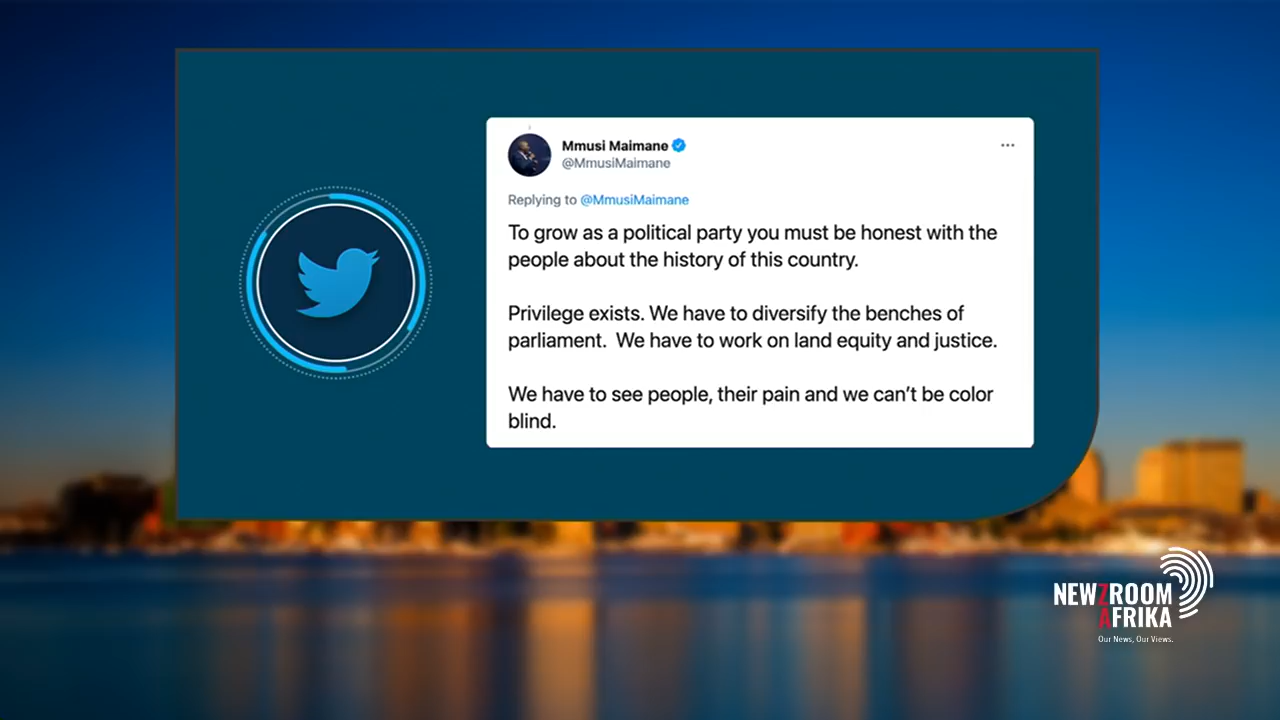 Mmusi Maimane
@MmusiMaimane
Replying to @MmusiMaimane
To grow as a political party you must be honest with the
people about the history of this country.
Privilege exists. We have to diversify the benches of
parliament.  We have to work on land equity and justice.
We have to see people, their pain and we can’t be color
blind.
NEWZROOM
AFRIKA
Our News, Our Views.